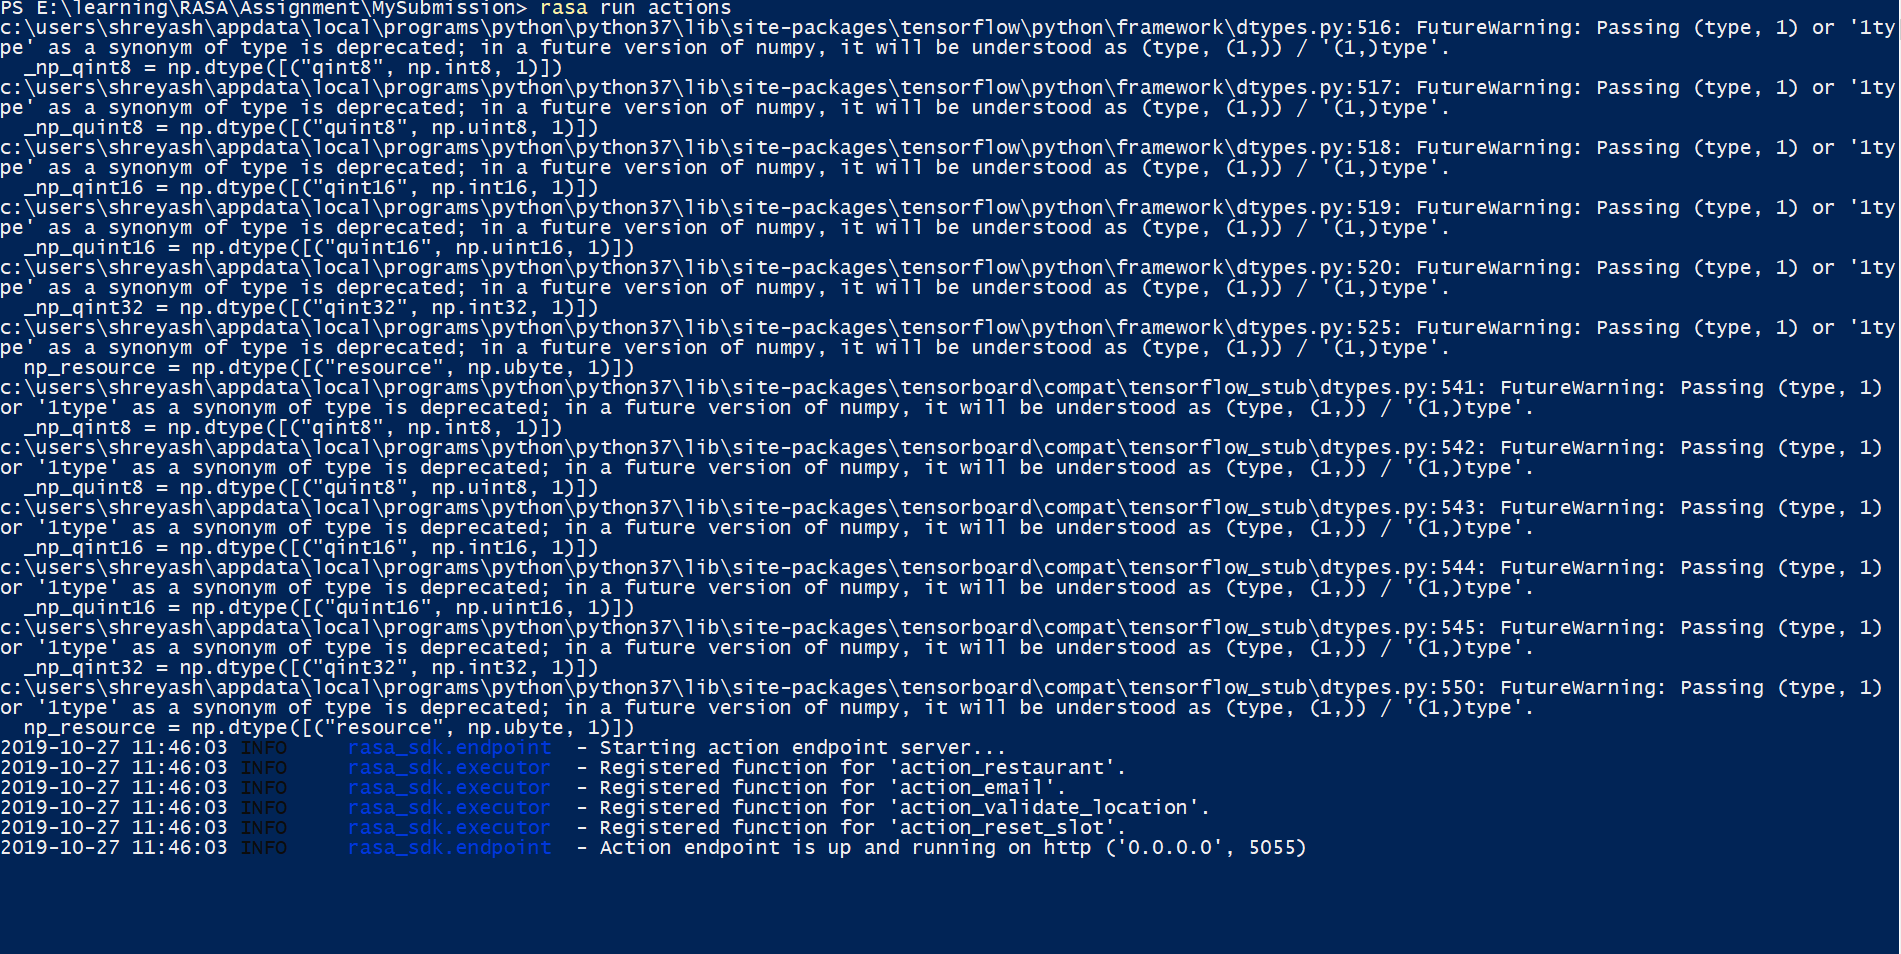 PS E:\learning\RASA\Assignment\MySubmission> rasa run actions
c:\users\shreyash\appdata\local\programs\python\python37\lib\site-packages\tensorflow\python\framework\dtypes.py:516: FutureWarning: Passing (type, 1) or '1ty
pe' as a synonym of type is deprecated; in a future version of numpy, it will be understood as (type, (1,)) / '(1,)type'.
  _np_qint8 = np.dtype([("qint8", np.int8, 1)])
c:\users\shreyash\appdata\local\programs\python\python37\lib\site-packages\tensorflow\python\framework\dtypes.py:517: FutureWarning: Passing (type, 1) or '1ty
pe' as a synonym of type is deprecated; in a future version of numpy, it will be understood as (type, (1,)) / '(1,)type'.
  _np_quint8 = np.dtype([("quint8", np.uint8, 1)])
c:\users\shreyash\appdata\local\programs\python\python37\lib\site-packages\tensorflow\python\framework\dtypes.py:518: FutureWarning: Passing (type, 1) or '1ty
pe' as a synonym of type is deprecated; in a future version of numpy, it will be understood as (type, (1,)) / '(1,)type'.
  _np_qint16 = np.dtype([("qint16", np.int16, 1)])
c:\users\shreyash\appdata\local\programs\python\python37\lib\site-packages\tensorflow\python\framework\dtypes.py:519: FutureWarning: Passing (type, 1) or '1ty
pe' as a synonym of type is deprecated; in a future version of numpy, it will be understood as (type, (1,)) / '(1,)type'.
  _np_quint16 = np.dtype([("quint16", np.uint16, 1)])
c:\users\shreyash\appdata\local\programs\python\python37\lib\site-packages\tensorflow\python\framework\dtypes.py:520: FutureWarning: Passing (type, 1) or '1ty
pe' as a synonym of type is deprecated; in a future version of numpy, it will be understood as (type, (1,)) / '(1,)type'.
  _np_qint32 = np.dtype([("qint32", np.int32, 1)])
c:\users\shreyash\appdata\local\programs\python\python37\lib\site-packages\tensorflow\python\framework\dtypes.py:525: FutureWarning: Passing (type, 1) or '1ty
pe' as a synonym of type is deprecated; in a future version of numpy, it will be understood as (type, (1,)) / '(1,)type'.
  np_resource = np.dtype([("resource", np.ubyte, 1)])
c:\users\shreyash\appdata\local\programs\python\python37\lib\site-packages\tensorboard\compat\tensorflow_stub\dtypes.py:541: FutureWarning: Passing (type, 1)
or '1type' as a synonym of type is deprecated; in a future version of numpy, it will be understood as (type, (1,)) / '(1,)type'.
  _np_qint8 = np.dtype([("qint8", np.int8, 1)])
c:\users\shreyash\appdata\local\programs\python\python37\lib\site-packages\tensorboard\compat\tensorflow_stub\dtypes.py:542: FutureWarning: Passing (type, 1)
or '1type' as a synonym of type is deprecated; in a future version of numpy, it will be understood as (type, (1,)) / '(1,)type'.
  _np_quint8 = np.dtype([("quint8", np.uint8, 1)])
c:\users\shreyash\appdata\local\programs\python\python37\lib\site-packages\tensorboard\compat\tensorflow_stub\dtypes.py:543: FutureWarning: Passing (type, 1)
or '1type' as a synonym of type is deprecated; in a future version of numpy, it will be understood as (type, (1,)) / '(1,)type'.
  _np_qint16 = np.dtype([("qint16", np.int16, 1)])
c:\users\shreyash\appdata\local\programs\python\python37\lib\site-packages\tensorboard\compat\tensorflow_stub\dtypes.py:544: FutureWarning: Passing (type, 1)
or '1type' as a synonym of type is deprecated; in a future version of numpy, it will be understood as (type, (1,)) / '(1,)type'.
  _np_quint16 = np.dtype([("quint16", np.uint16, 1)])
c:\users\shreyash\appdata\local\programs\python\python37\lib\site-packages\tensorboard\compat\tensorflow_stub\dtypes.py:545: FutureWarning: Passing (type, 1)
or '1type' as a synonym of type is deprecated; in a future version of numpy, it will be understood as (type, (1,)) / '(1,)type'.
  _np_qint32 = np.dtype([("qint32", np.int32, 1)])
c:\users\shreyash\appdata\local\programs\python\python37\lib\site-packages\tensorboard\compat\tensorflow_stub\dtypes.py:550: FutureWarning: Passing (type, 1)
or '1type' as a synonym of type is deprecated; in a future version of numpy, it will be understood as (type, (1,)) / '(1,)type'.
  np_resource = np.dtype([("resource", np.ubyte, 1)])
2019-10-27 11:46:03 INFO     rasa_sdk.endpoint  - Starting action endpoint server...
2019-10-27 11:46:03 INFO     rasa_sdk.executor  - Registered function for 'action_restaurant'.
2019-10-27 11:46:03 INFO     rasa_sdk.executor  - Registered function for 'action_email'.
2019-10-27 11:46:03 INFO     rasa_sdk.executor  - Registered function for 'action_validate_location'.
2019-10-27 11:46:03 INFO     rasa_sdk.executor  - Registered function for 'action_reset_slot'.
2019-10-27 11:46:03 INFO     rasa_sdk.endpoint  - Action endpoint is up and running on http ('0.0.0.0', 5055)